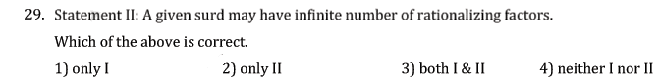 29. Statement II: A given surd may have infinite number of rationalizing factors.
Which of the above is correct.
1) only I 2) only II 3) both I & II 4) neither I nor II